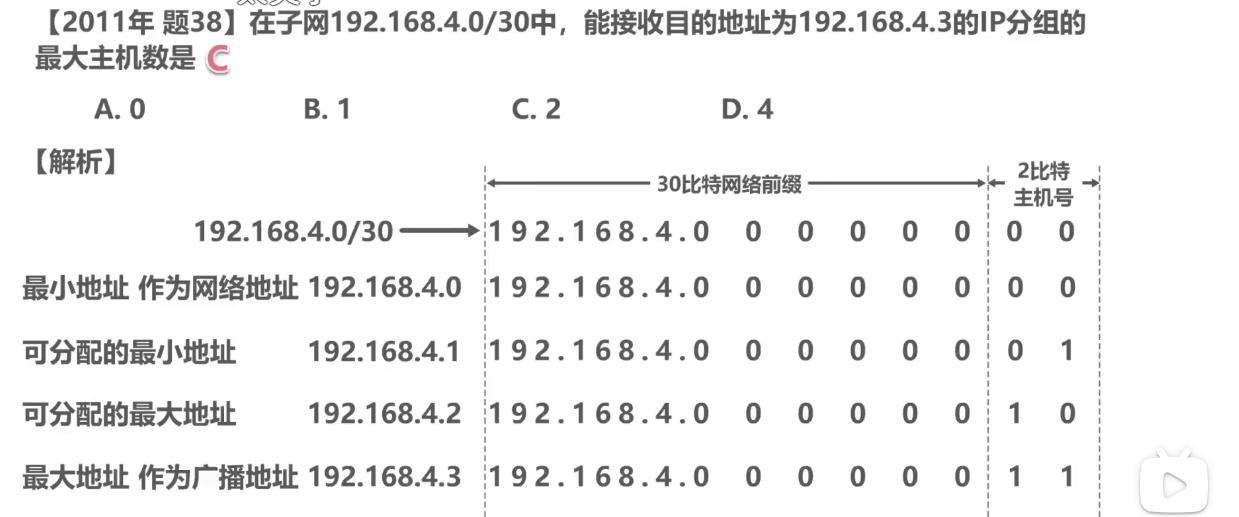 【2011年 题38】在子网192.168.4.0/30中，能接收目的地址为192.168.4.3的IP分组的
最大主机数是 C
A. 0 B. 1 C. 2 D. 4
【解析】
30比特网络前缀 2比特
主机号
192.168.4.0/30 192.168.4.0 0 0 0 0 0 0 0
最小地址 作为网络地址 192.168.4.0 192.168.4.0 0 0 0 0 0 0 0
可分配的最小地址 192.168.4.1 192.168.4.0 0 0 0 0 0 0 1
可分配的最大地址 192.168.4.2 192.168.4.0 0 0 0 0 0 1 0
最大地址 作为广播地址 192.168.4.3 192.168.4.0 0 0 0 0 0 1 1